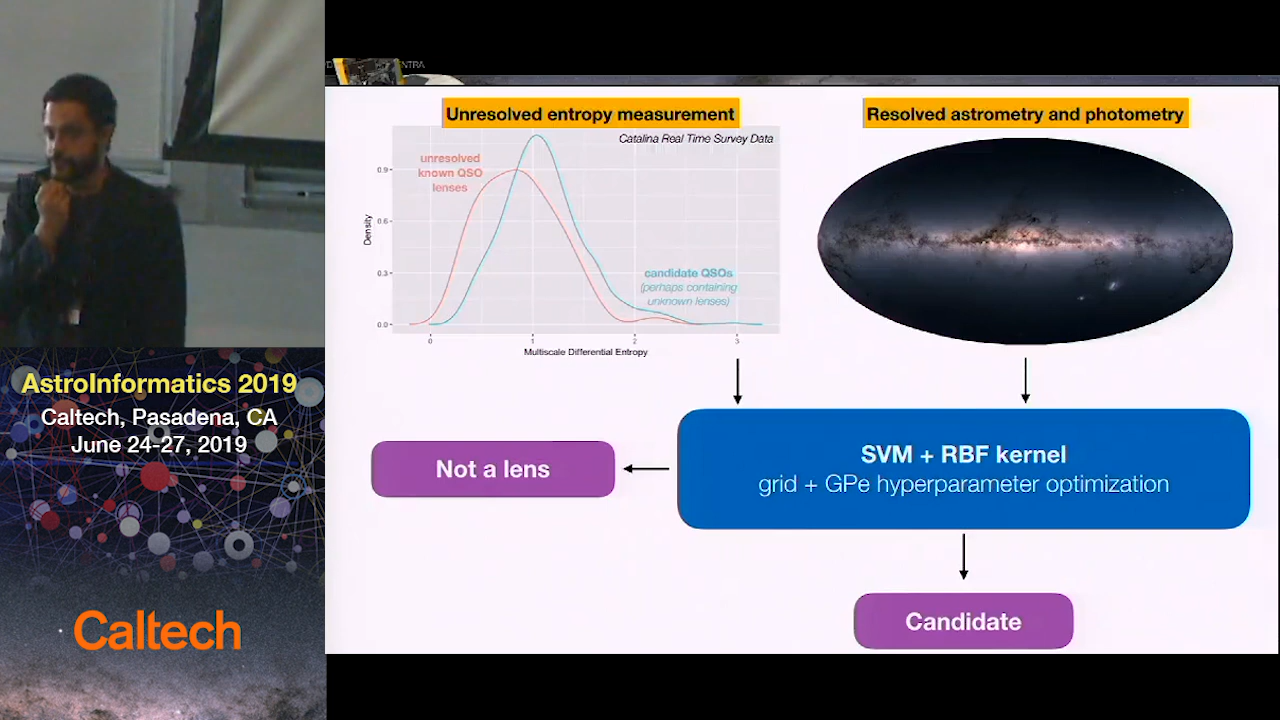 Unresolved entropy measurement
Resolved astrometry and photometry
Catalina Real Time Survey Data
unresolved
known QSO
lenses
candidate QSOs
(perhaps containing
unknown lenses)
Density
0.9
0.6
0.3
0.0
0
1
2
3
Multiscale Differential Entropy
SVM + RBF kernel
grid + GPe hyperparameter optimization
Not a lens
Candidate
AstroInformatics 2019
Caltech, Pasadena, CA
June 24-27, 2019
Caltech